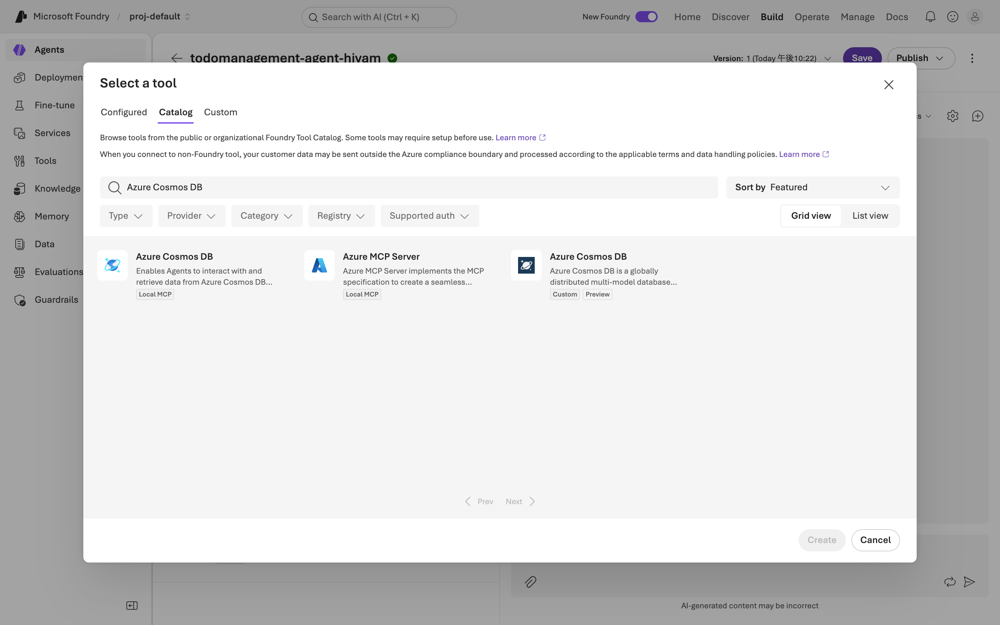 Microsoft Foundry / proj-default
Search with AI (Ctrl + K)
New Foundry
Home
Discover
Build
Operate
Manage
Docs
Agents
Deployment
Fine-tune
Services
Tools
Knowledge
Memory
Data
Evaluations
Guardrails
todomanagement-agent-hivam
Version: 1 (Today 午後10:22)
Save
Publish
Select a tool
Configured
Catalog
Custom
Browse tools from the public or organizational Foundry Tool Catalog. Some tools may require setup before use. Learn more
When you connect to non-Foundry tool, your customer data may be sent outside the Azure compliance boundary and processed according to the applicable terms and data handling policies. Learn more
Azure Cosmos DB
Sort by Featured
Type
Provider
Category
Registry
Supported auth
Grid view
List view
Azure Cosmos DB
Enables Agents to interact with and
retrieve data from Azure Cosmos DB...
Local MCP
Azure MCP Server
Azure MCP Server implements the MCP
specification to create a seamless...
Local MCP
Azure Cosmos DB
Azure Cosmos DB is a globally
distributed multi-model database...
Custom
Preview
Prev
Next
Create
Cancel
AI-generated content may be incorrect